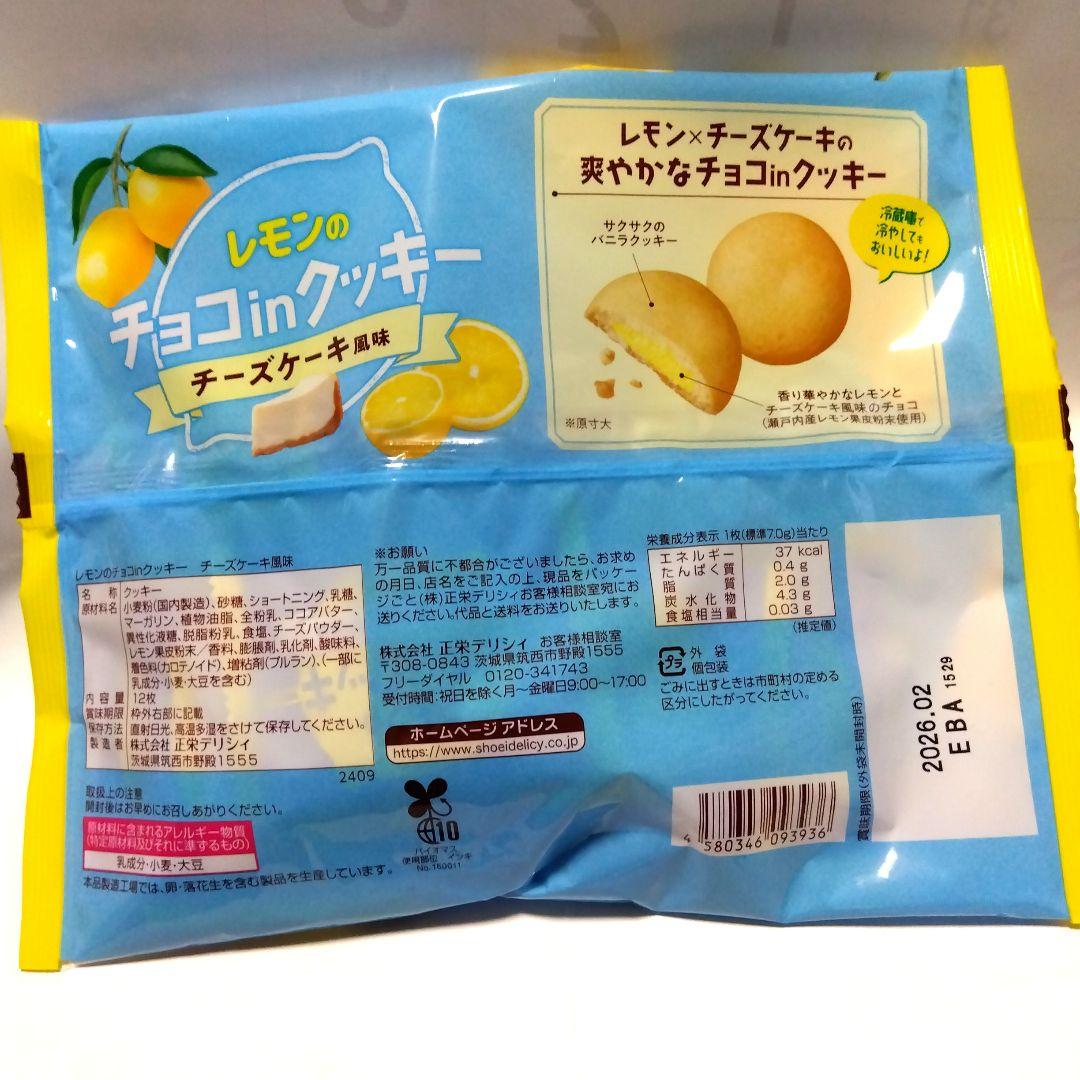 レモンの
チョコinクッキー
チーズケーキ風味
レモン×チーズケーキの
爽やかなチョコinクッキー
冷蔵庫で
冷やしても
おいしいよ!
サクサクの
バニラクッキー
香り華やかなレモンと
チーズケーキ風味のチョコ
(瀬戸内産レモン果皮粉末使用)
※原寸大
レモンのチョコinクッキー チーズケーキ風味
名称 クッキー
原材料名 小麦粉(国内製造)、砂糖、ショートニング、乳糖、
マーガリン、植物油脂、全粉乳、ココアバター、
異性化液糖、脱脂粉乳、食塩、チーズパウダー、
レモン果皮粉末/香料、膨脹剤、乳化剤、酸味料、
着色料(カロテノイド)、増粘剤(プルラン)、(一部に
乳成分・小麦・大豆を含む)
内容量 12枚
賞味期限 枠外右部に記載
保存方法 直射日光、高温多湿をさけて保存してください。
製造者 株式会社 正栄デリシィ
茨城県筑西市野殿1555
2409
取扱上の注意
開封後はお早めにお召しあがりください。
原材料に含まれるアレルギー物質
(特定原材料及びそれに準ずるもの)
乳成分・小麦・大豆
本品製造工場では、卵・落花生を含む製品を生産しています。
※お願い
万一品質に不都合がございましたら、お求め
の月日、店名をご記入の上、現品をパッケー
ジごと(株)正栄デリシィお客様相談室宛にお
送りください。代品と送料をお送りいたします。
株式会社 正栄デリシィ お客様相談室
〒308-0843 茨城県筑西市野殿1555
フリーダイヤル 0120-341743
受付時間:祝日を除く月〜金曜日9:00〜17:00
ホームページ アドレス
https://www.shoeidelicy.co.jp
10
バイオマス
使用部位 インキ
No.160011
栄養成分表示 1枚(標準7.0g)当たり
エネルギー 37 kcal
たんぱく質 0.4 g
脂質 2.0 g
炭水化物 4.3 g
食塩相当量 0.03 g
(推定値)
プラ
外袋
個包装
ごみに出すときは市町村の定める
区分にしたがってください。
4 580346 093936
賞味期限(外袋未開封時)
2026.02
EBA 1529